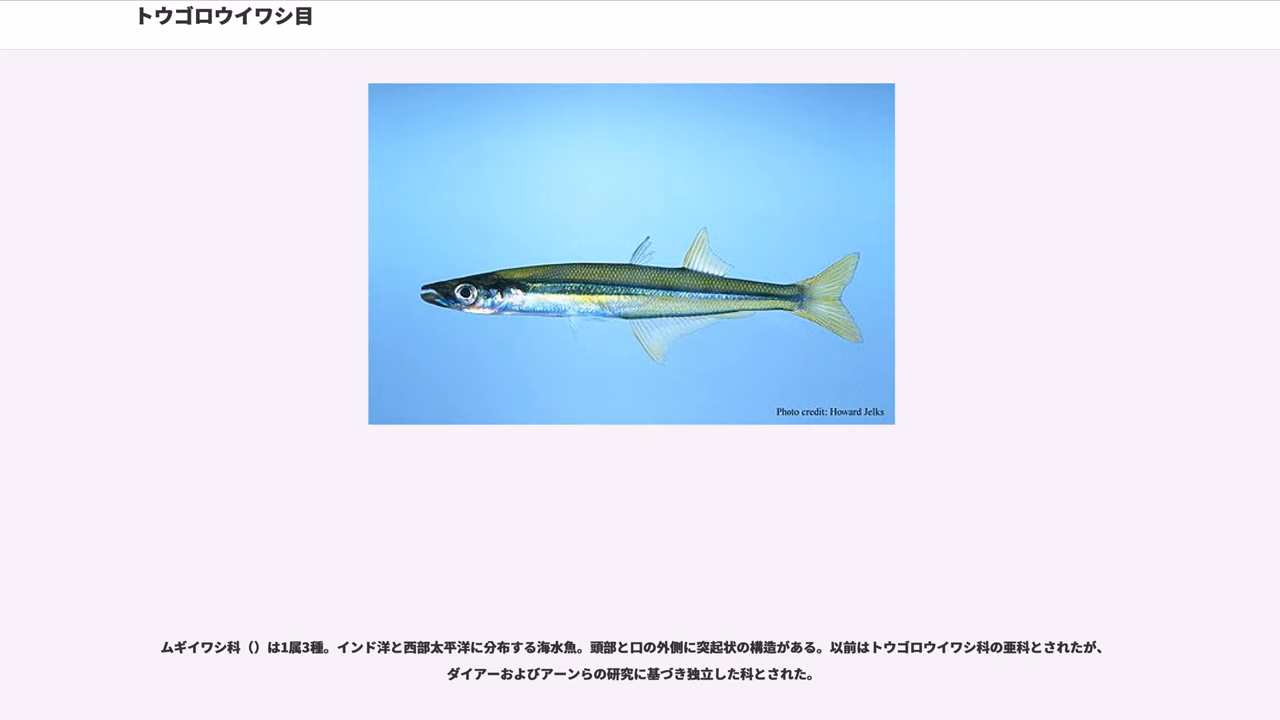 トウゴロウイワシ目
Photo credit: Howard Jelks
ムギイワシ科（）は1属3種。インド洋と西部太平洋に分布する海水魚。頭部と口の外側に突起状の構造がある。以前はトウゴロウイワシ科の亜科とされたが、
ダイアーおよびアーンらの研究に基づき独立した科とされた。